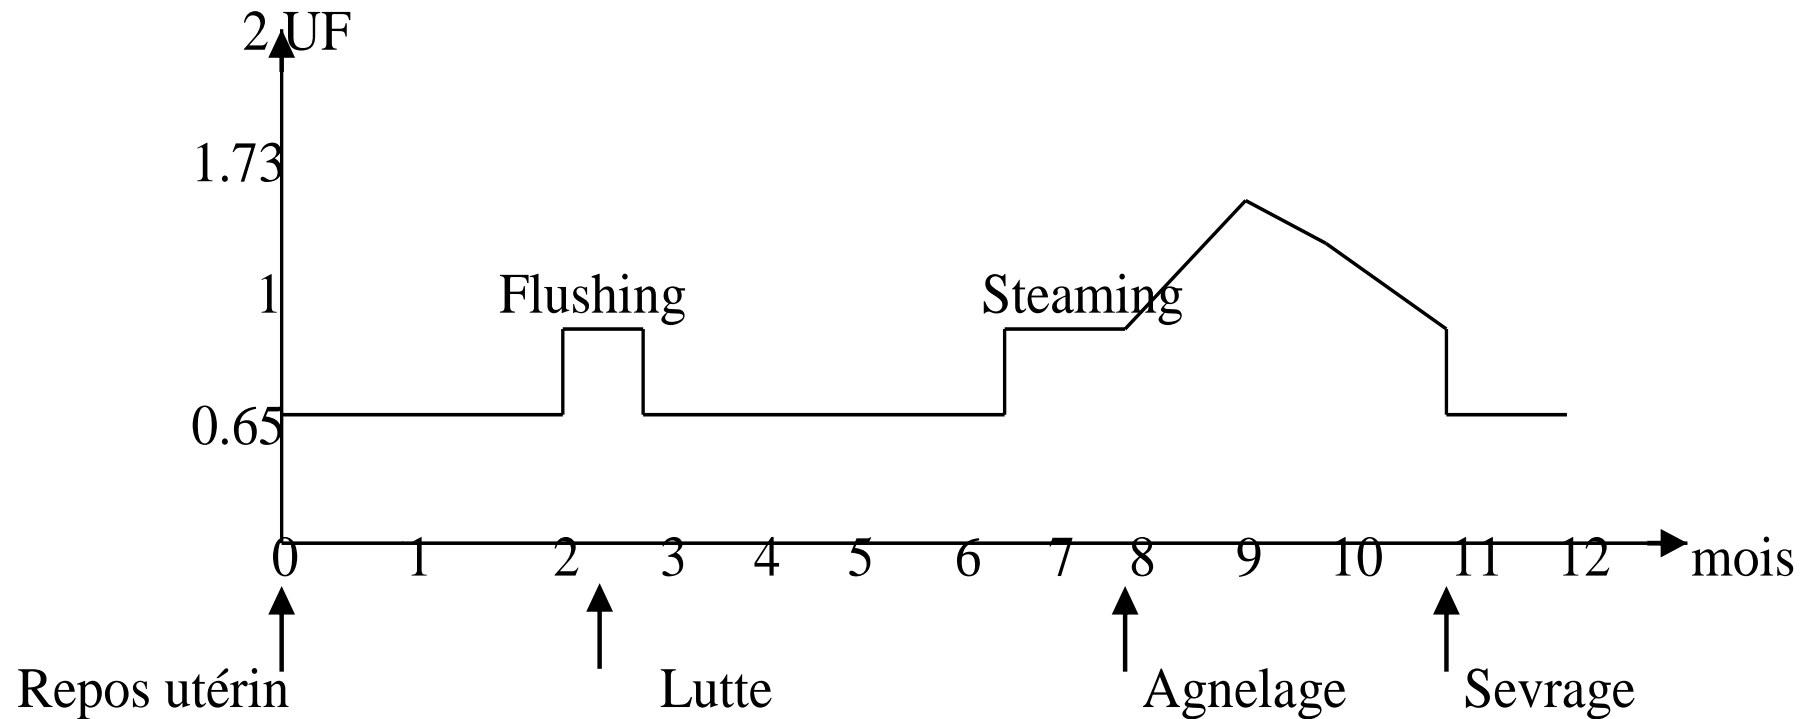 2 UF
1.73
1 Flushing Steaming
0.65
0 1 2 3 4 5 6 7 8 9 10 11 12 mois
Repos utérin Lutte Agnelage Sevrage